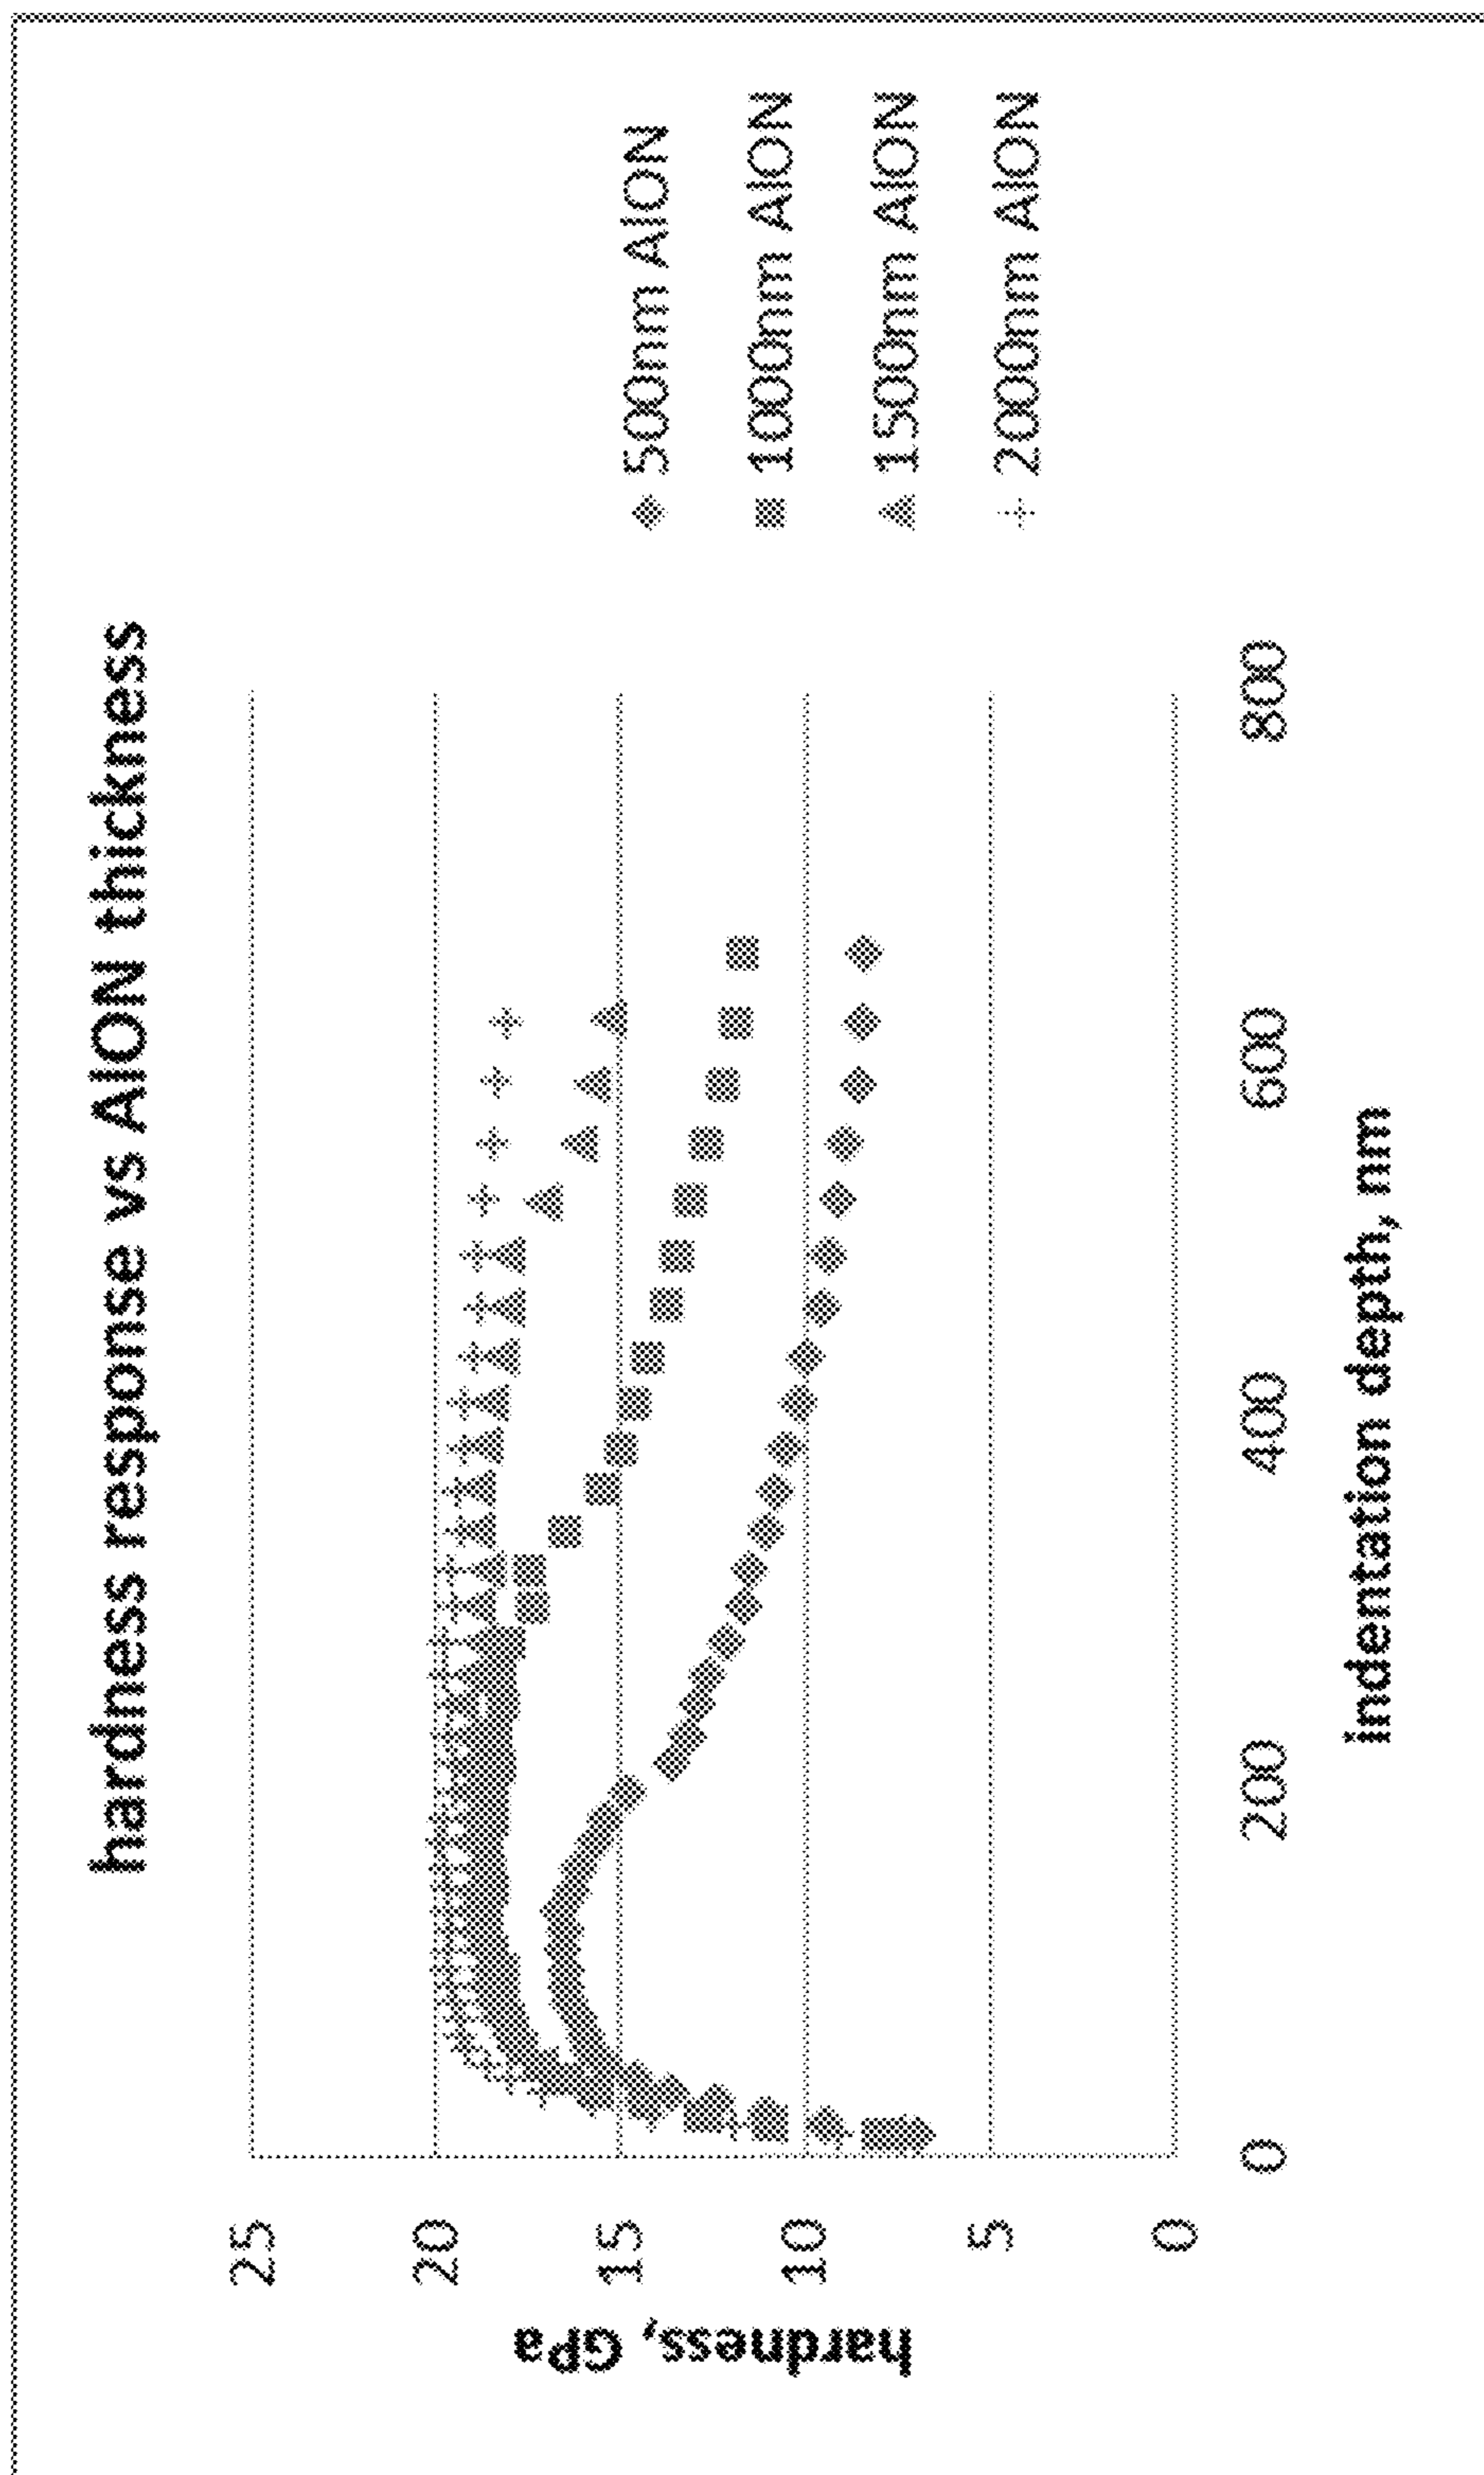 hardness response vs AlON thickness
25
20
15
10
5
0
hardness, GPa
0
200
400
600
800
indentation depth, nm
500nm AlON
1000nm AlON
1500nm AlON
2000nm AlON